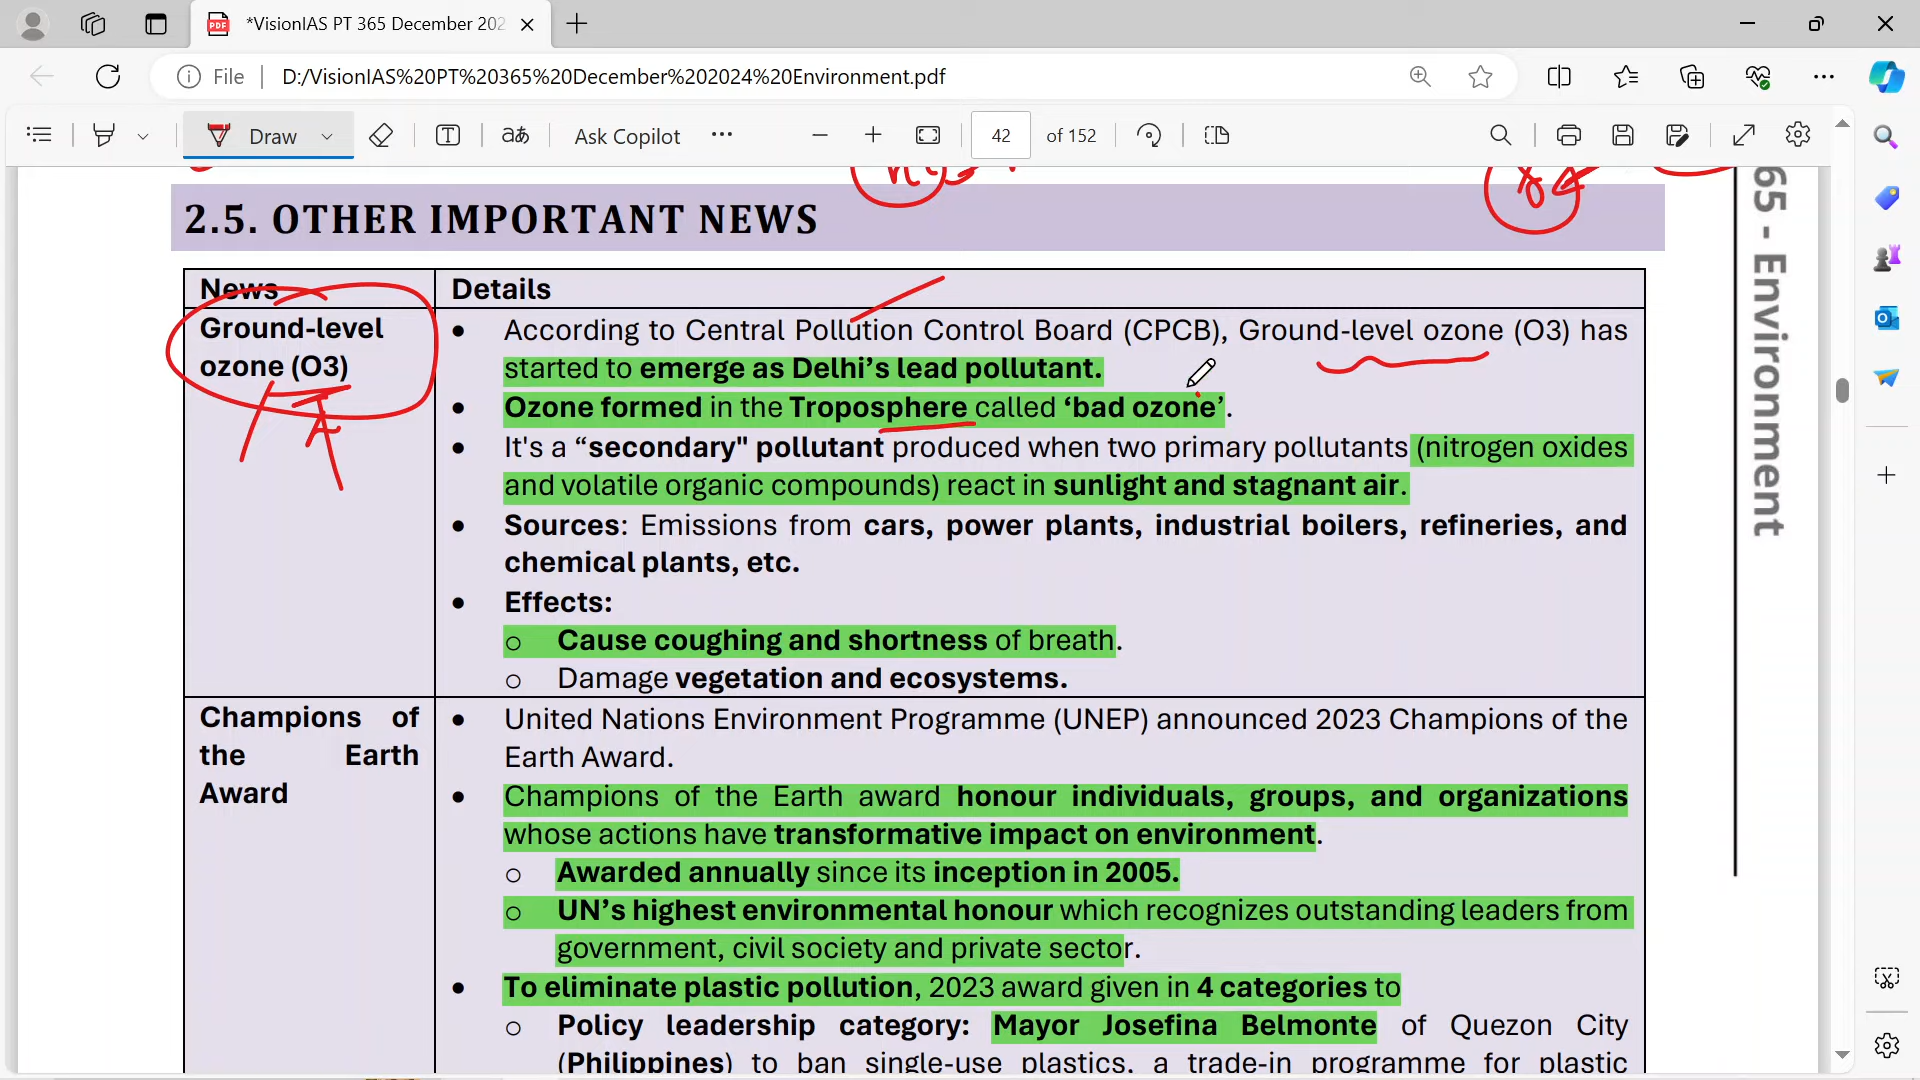 *VisionIAS PT 365 December 202
File
D:/VisionIAS%20PT%20365%20December%202024%20Environment.pdf
Draw
aあ
Ask Copilot
42
of 152
2.5. OTHER IMPORTANT NEWS
65 - Environment
News
Details
Ground-level
ozone (O3)
• According to Central Pollution Control Board (CPCB), Ground-level ozone (O3) has
started to emerge as Delhi’s lead pollutant.
• Ozone formed in the Troposphere called ‘bad ozone’.
• It's a “secondary" pollutant produced when two primary pollutants (nitrogen oxides
and volatile organic compounds) react in sunlight and stagnant air.
• Sources: Emissions from cars, power plants, industrial boilers, refineries, and
chemical plants, etc.
• Effects:
o Cause coughing and shortness of breath.
o Damage vegetation and ecosystems.
Champions of
the Earth
Award
• United Nations Environment Programme (UNEP) announced 2023 Champions of the
Earth Award.
• Champions of the Earth award honour individuals, groups, and organizations
whose actions have transformative impact on environment.
o Awarded annually since its inception in 2005.
o UN’s highest environmental honour which recognizes outstanding leaders from
government, civil society and private sector.
• To eliminate plastic pollution, 2023 award given in 4 categories to
o Policy leadership category: Mayor Josefina Belmonte of Quezon City
(Philippines) to ban single-use plastics, a trade-in programme for plastic